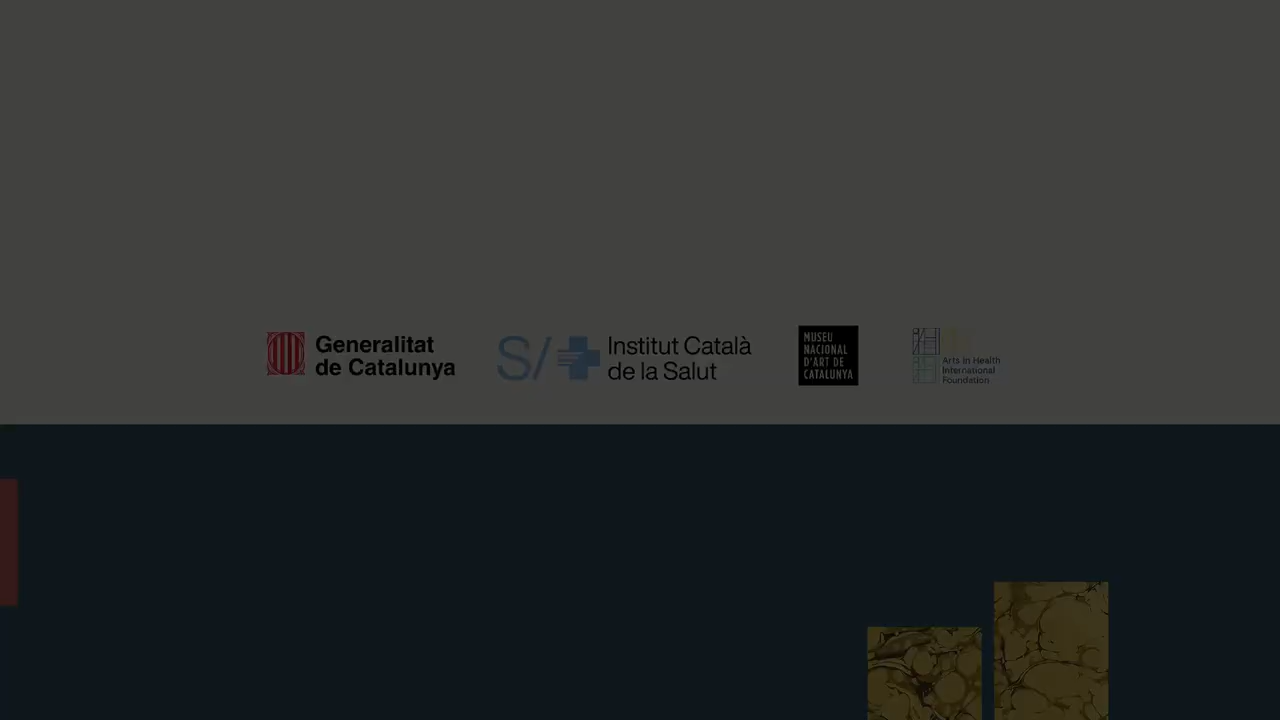 Generalitat
de Catalunya
S/
Institut Català
de la Salut
MUSEU
NACIONAL
D'ART DE
CATALUNYA
Arts in Health
International
Foundation